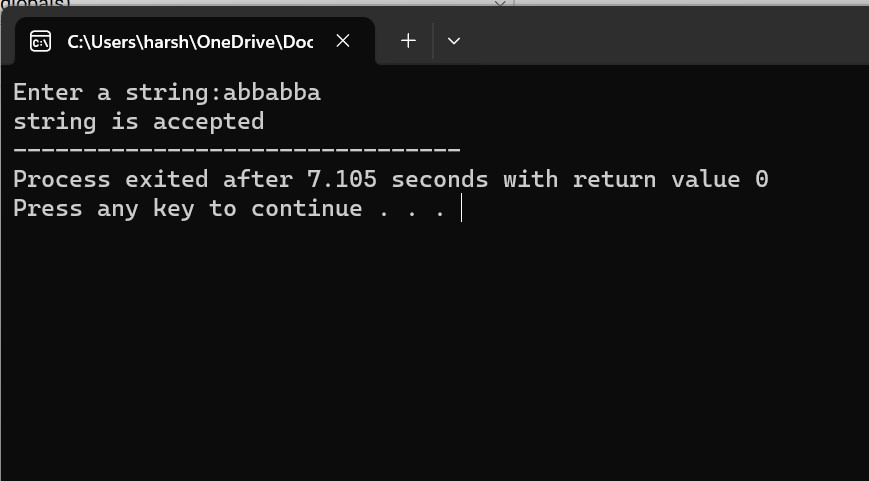 C:\Users\harsh\OneDrive\Doc
Enter a string:abbabba
string is accepted
--------------------------------
Process exited after 7.105 seconds with return value 0
Press any key to continue . . .